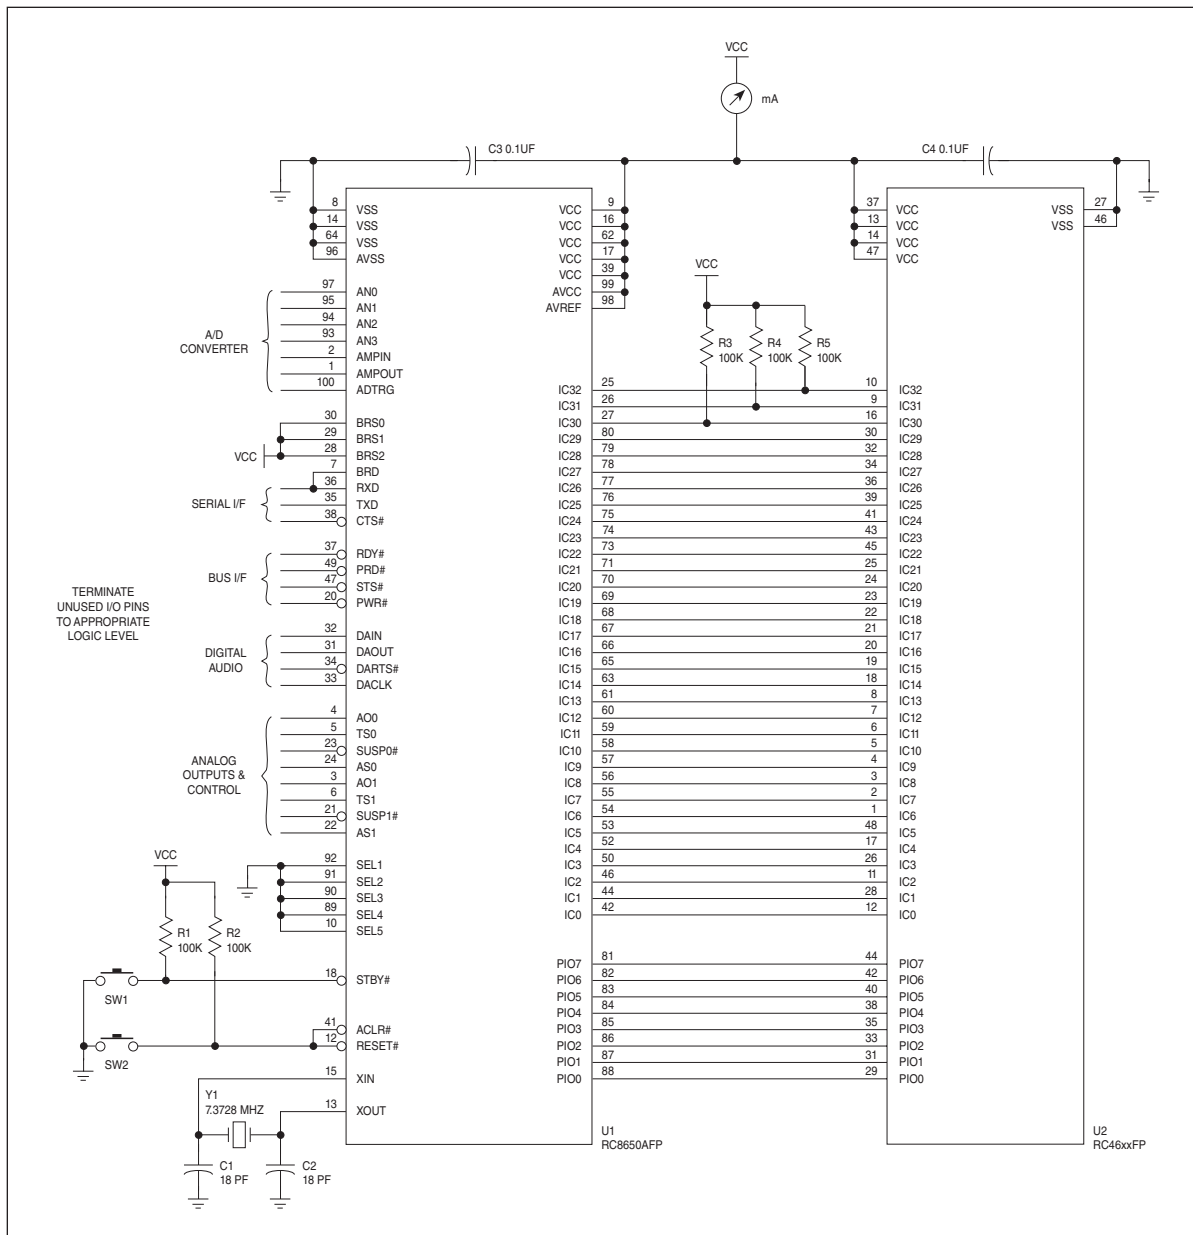 VCC
mA
C3 0.1UF
C4 0.1UF
8 VSS
14 VSS
64 VSS
96 AVSS
VCC 9
VCC 16
VCC 62
VCC 17
VCC 39
AVCC 99
AVREF 98
37 VCC
13 VCC
14 VCC
47 VCC
VSS 27
VSS 46
A/D
CONVERTER
97 AN0
95 AN1
94 AN2
93 AN3
2 AMPIN
1 AMPOUT
100 ADTRG
VCC
R3
100K
R4
100K
R5
100K
VCC
30 BRS0
29 BRS1
28 BRS2
7 BRD
SERIAL I/F
36 RXD
35 TXD
38 CTS#
BUS I/F
37 RDY#
49 PRD#
47 STS#
20 PWR#
TERMINATE
UNUSED I/O PINS
TO APPROPRIATE
LOGIC LEVEL
DIGITAL
AUDIO
32 DAIN
31 DAOUT
34 DARTS#
33 DACLK
ANALOG
OUTPUTS &
CONTROL
4 AO0
5 TS0
23 SUSP0#
24 AS0
3 AO1
6 TS1
21 SUSP1#
22 AS1
92 SEL1
91 SEL2
90 SEL3
89 SEL4
10 SEL5
VCC
R1
100K
R2
100K
SW1
18 STBY#
SW2
41 ACLR#
12 RESET#
15 XIN
13 XOUT
Y1
7.3728 MHZ
C1
18 PF
C2
18 PF
IC32 25 10 IC32
IC31 26 9 IC31
IC30 27 16 IC30
IC29 80 30 IC29
IC28 79 32 IC28
IC27 78 34 IC27
IC26 77 36 IC26
IC25 76 39 IC25
IC24 75 41 IC24
IC23 74 43 IC23
IC22 73 45 IC22
IC21 71 25 IC21
IC20 70 24 IC20
IC19 69 23 IC19
IC18 68 22 IC18
IC17 67 21 IC17
IC16 66 20 IC16
IC15 65 19 IC15
IC14 63 18 IC14
IC13 61 8 IC13
IC12 60 7 IC12
IC11 59 6 IC11
IC10 58 5 IC10
IC9 57 4 IC9
IC8 56 3 IC8
IC7 55 2 IC7
IC6 54 1 IC6
IC5 53 48 IC5
IC4 52 17 IC4
IC3 50 26 IC3
IC2 46 11 IC2
IC1 44 28 IC1
IC0 42 12 IC0
PIO7 81 44 PIO7
PIO6 82 42 PIO6
PIO5 83 40 PIO5
PIO4 84 38 PIO4
PIO3 85 35 PIO3
PIO2 86 33 PIO2
PIO1 87 31 PIO1
PIO0 88 29 PIO0
U1
RC8650AFP
U2
RC46xxFP